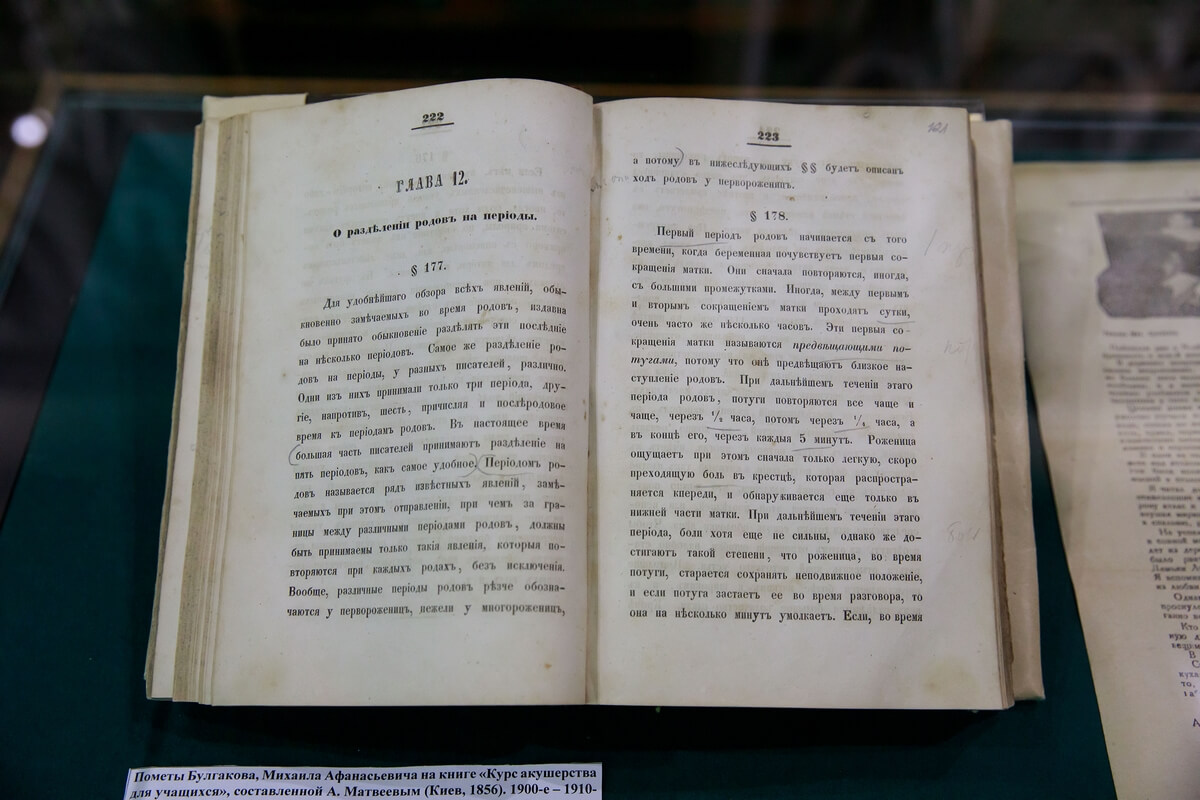 222
ГЛАВА 12.
О раздѣленіи родовъ на періоды.
§ 177.
Для удобнѣйшаго обзора всѣхъ явленій, обы-
кновенно замѣчаемыхъ во время родовъ, издавна
было принято обыкновеніе раздѣлять эти послѣдніе
на нѣсколько періодовъ. Самое же раздѣленіе ро-
довъ на періоды, у разныхъ писателей, различно.
Одни изъ нихъ принимали только три періода, дру-
гіе, напротивъ, шесть, причисляя и послѣродовое
время къ періодамъ родовъ. Въ настоящее время
большая часть писателей принимаютъ раздѣленіе на
пять періодовъ, какъ самое удобное. Періодомъ ро-
довъ называется рядъ извѣстныхъ явленій, замѣ-
чаемыхъ при этомъ отправленіи, при чемъ за гра-
ницы между различными періодами родовъ, должны
быть принимаемы только такія явленія, которыя по-
вторяются при каждыхъ родахъ, безъ исключенія.
Вообще, различные періоды родовъ рѣзче обозна-
чаются у первороженицъ, нежели у многороженицъ,
223
321
а потому въ нижеслѣдующихъ §§ будетъ описанъ
ходъ родовъ у первороженицъ.
§ 178.
Первый періодъ родовъ начинается съ того
времени, когда беременная почувствуетъ первыя со-
кращенія матки. Они сначала повторяются, иногда,
съ большими промежутками. Иногда, между первымъ
и вторымъ сокращеніемъ матки проходятъ сутки,
очень часто же нѣсколько часовъ. Эти первыя со-
кращенія матки называются предвѣщающими по-
тугами, потому что онѣ предвѣщаютъ близкое на-
ступленіе родовъ. При дальнѣйшемъ теченіи этаго
періода родовъ, потуги повторяются все чаще и
чаще, черезъ 1/2 часа, потомъ черезъ 1/4 часа, а
въ концѣ его, черезъ каждыя 5 минутъ. Роженица
ощущаетъ при этомъ сначала только легкую, скоро
преходящую боль въ крестцѣ, которая распростра-
няется кпереди, и обнаруживается еще только въ
нижней части матки. При дальнѣйшемъ теченіи этаго
періода, боли хотя еще не сильны, однако же до-
стигаютъ такой степени, что роженица, во время
потуги, старается сохранять неподвижное положеніе,
и если потуга застаетъ ее во время разговора, то
она на нѣсколько минутъ умолкаетъ. Если, во время
Пометы Булгакова, Михаила Афанасьевича на книге «Курс акушерства
для учащихся», составленной А. Матвеевым (Киев, 1856). 1900-е – 1910-